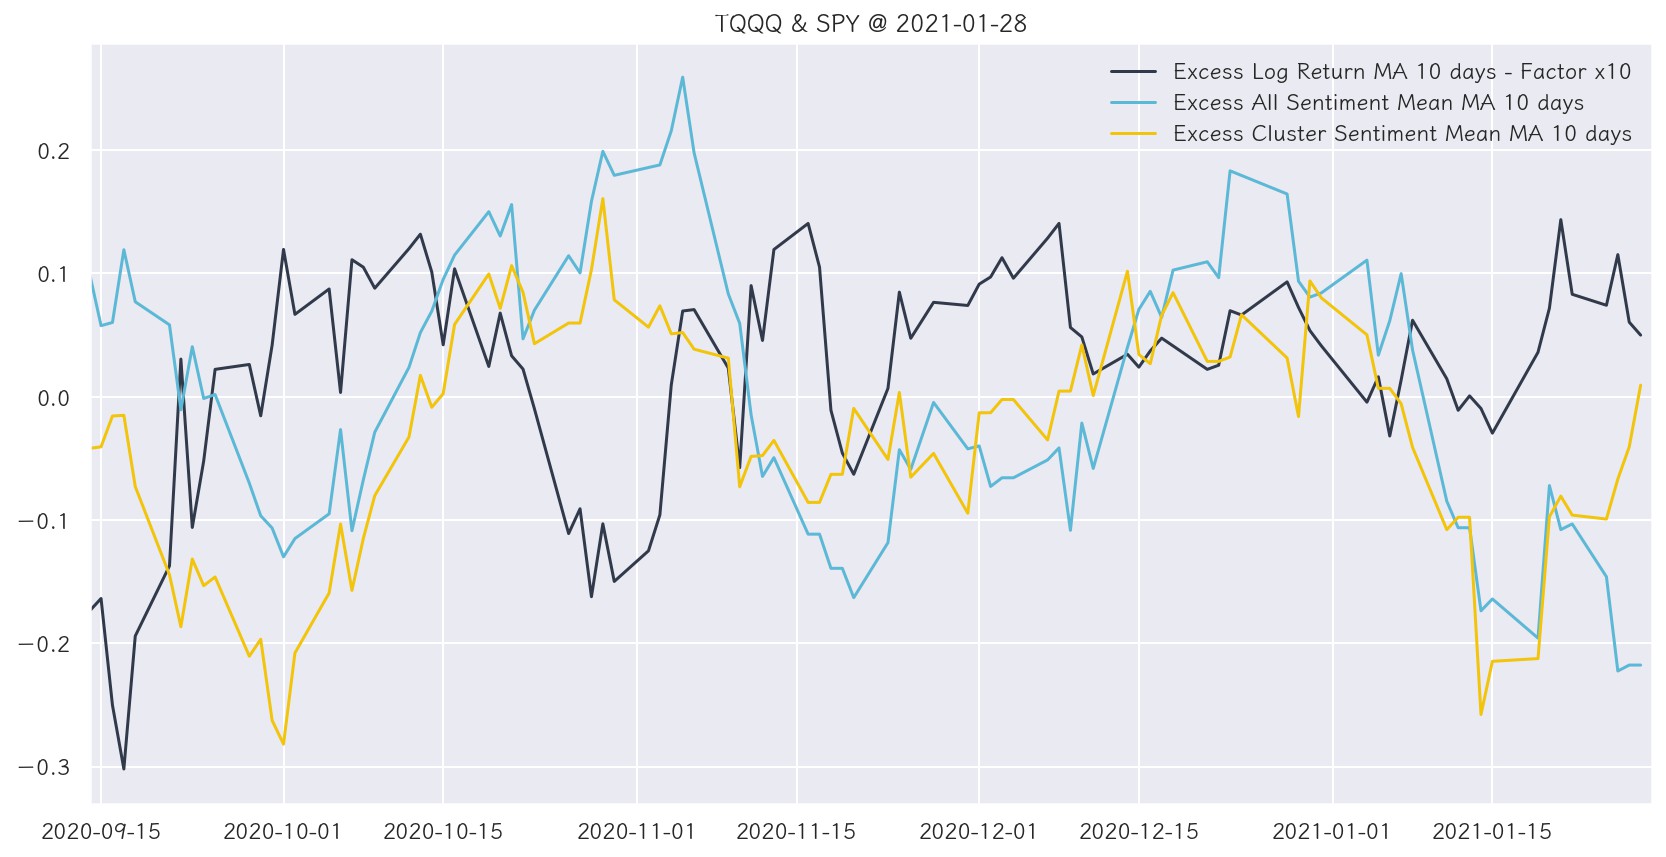 TQQQ & SPY @ 2021-01-28
Excess Log Return MA 10 days - Factor x10
Excess All Sentiment Mean MA 10 days
Excess Cluster Sentiment Mean MA 10 days
0.2
0.1
0.0
−0.1
−0.2
−0.3
2020-09-15 2020-10-01 2020-10-15 2020-11-01 2020-11-15 2020-12-01 2020-12-15 2021-01-01 2021-01-15